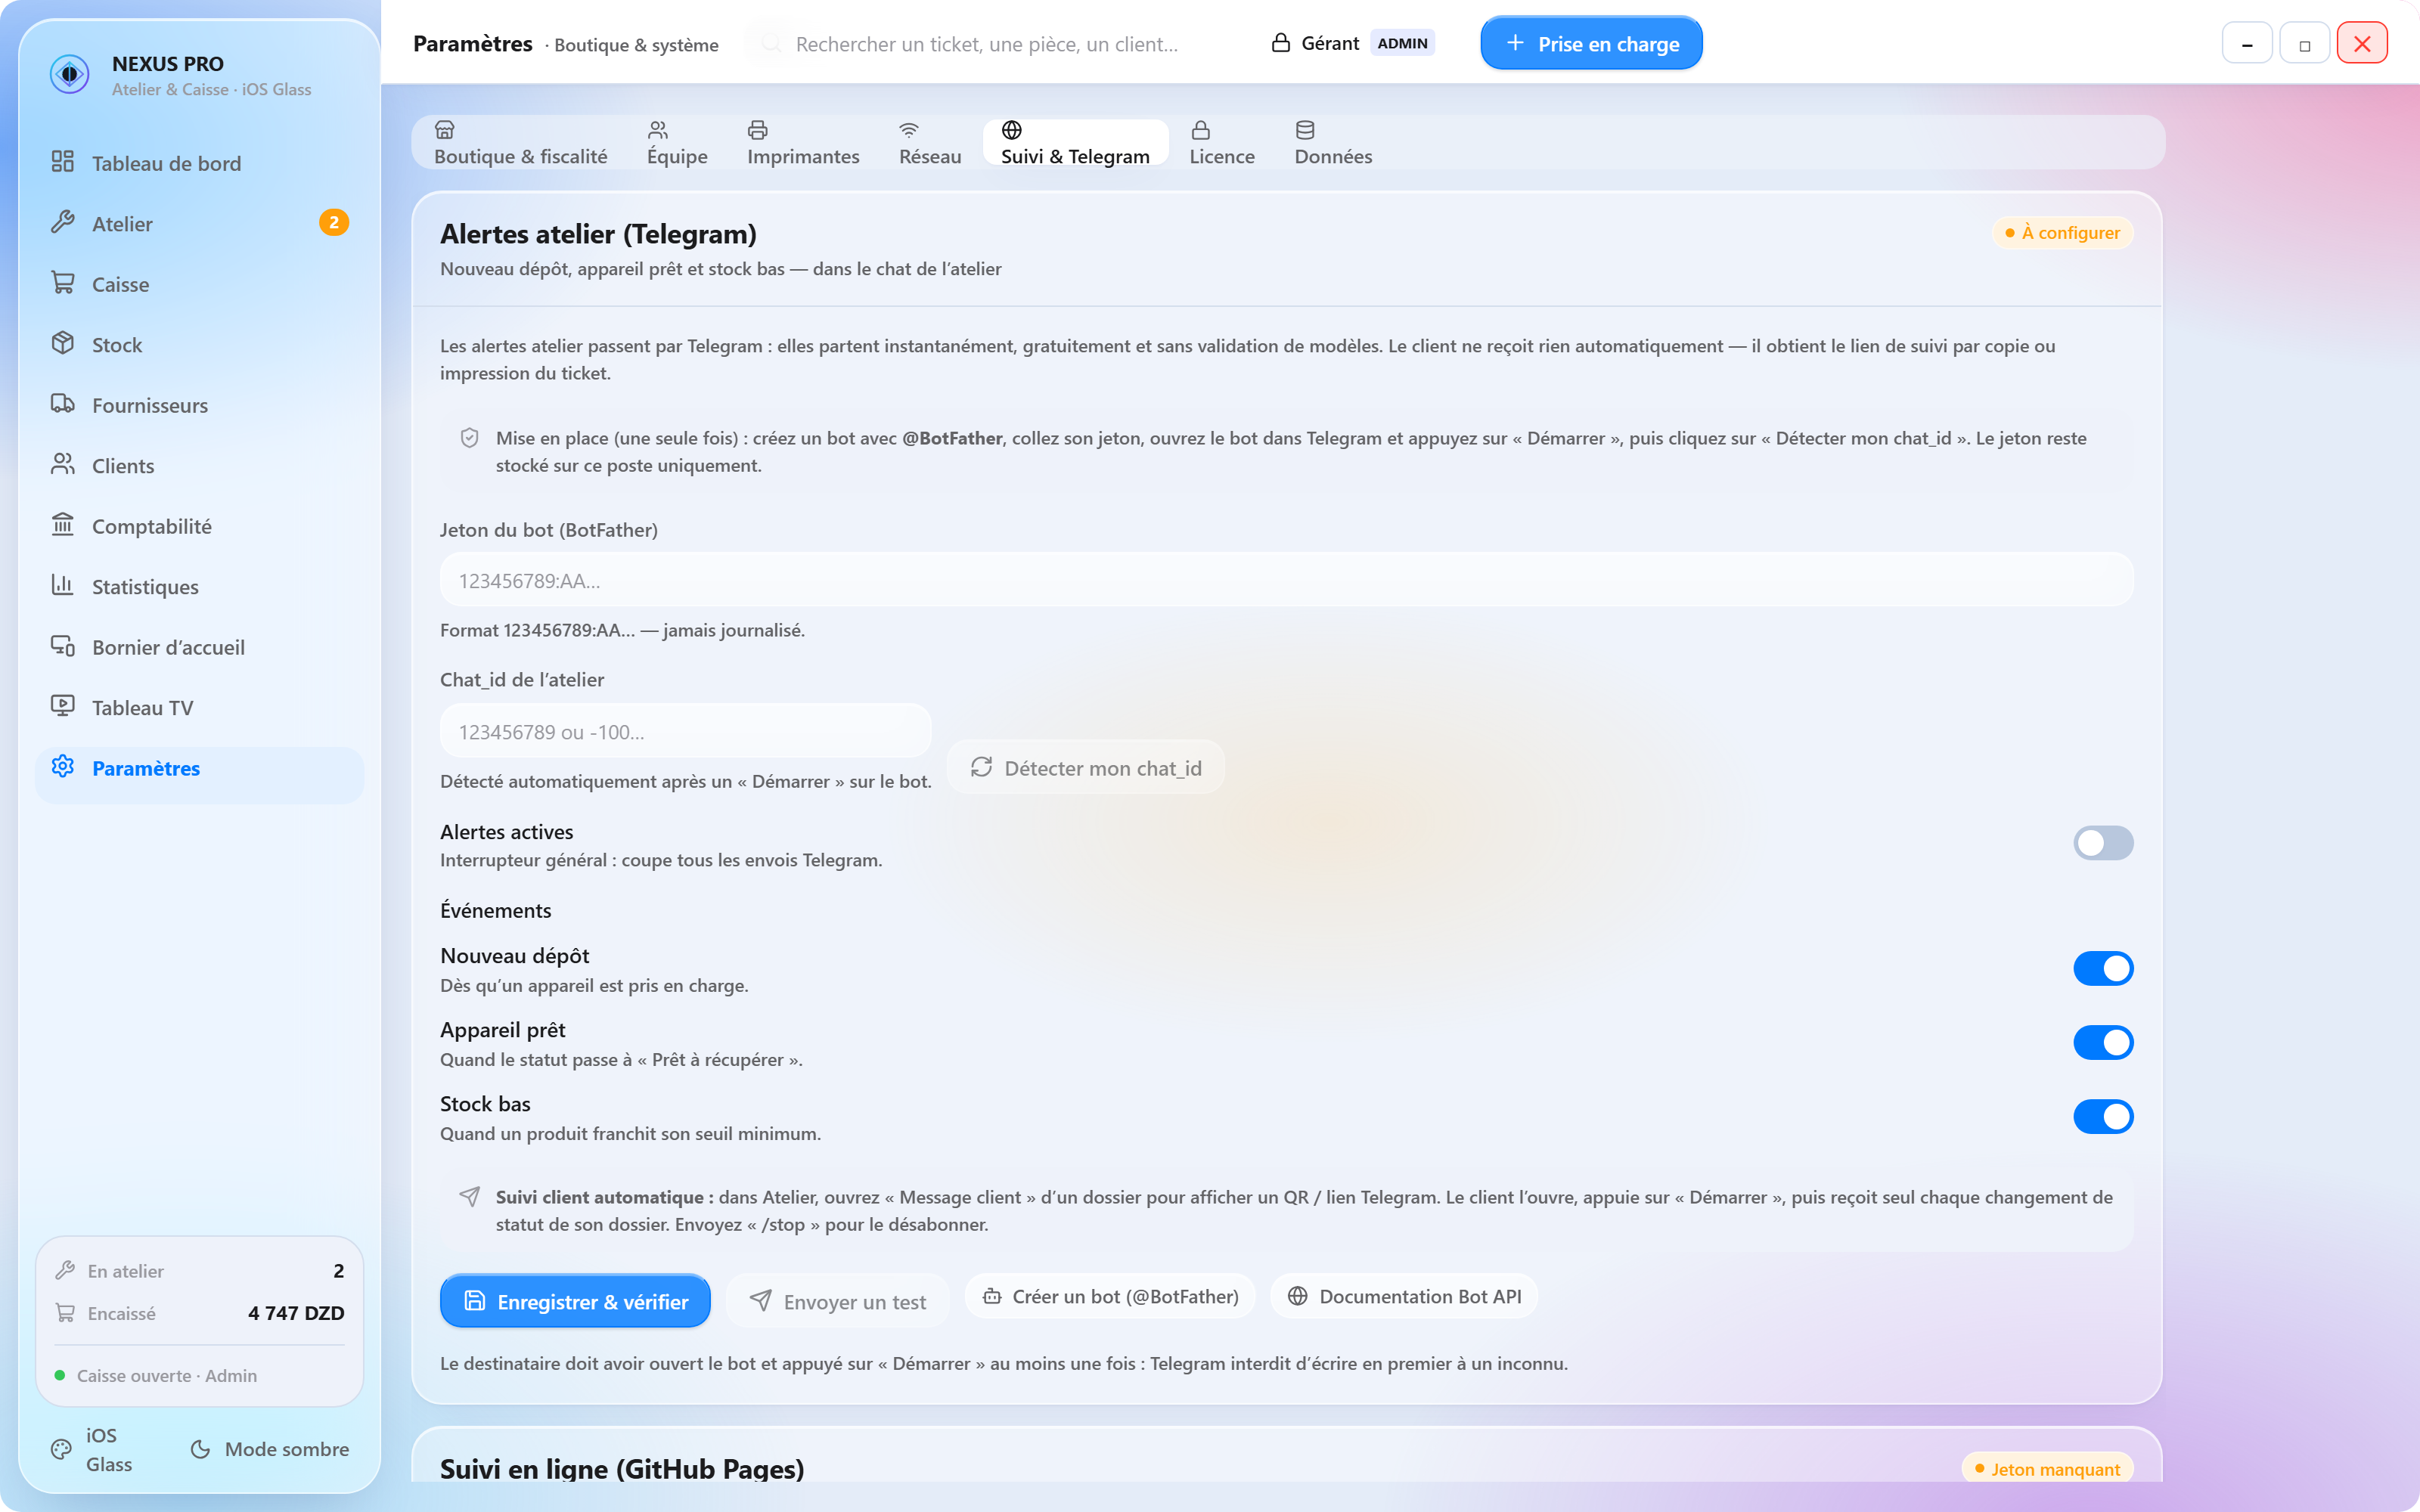 NEXUS PRO
Atelier & Caisse · iOS Glass
Tableau de bord
Atelier
2
Caisse
Stock
Fournisseurs
Clients
Comptabilité
Statistiques
Bornier d’accueil
Tableau TV
Paramètres
En atelier
2
Encaissé
4 747 DZD
Caisse ouverte · Admin
iOS
Glass
Mode sombre
Paramètres
· Boutique & système
Rechercher un ticket, une pièce, un client...
Gérant
ADMIN
Prise en charge
Boutique & fiscalité
Équipe
Imprimantes
Réseau
Suivi & Telegram
Licence
Données
Alertes atelier (Telegram)
À configurer
Nouveau dépôt, appareil prêt et stock bas — dans le chat de l’atelier
Les alertes atelier passent par Telegram : elles partent instantanément, gratuitement et sans validation de modèles. Le client ne reçoit rien automatiquement — il obtient le lien de suivi par copie ou
impression du ticket.
Mise en place (une seule fois) : créez un bot avec @BotFather, collez son jeton, ouvrez le bot dans Telegram et appuyez sur « Démarrer », puis cliquez sur « Détecter mon chat_id ». Le jeton reste
stocké sur ce poste uniquement.
Jeton du bot (BotFather)
123456789:AA...
Format 123456789:AA... — jamais journalisé.
Chat_id de l’atelier
123456789 ou -100...
Détecter mon chat_id
Détecté automatiquement après un « Démarrer » sur le bot.
Alertes actives
Interrupteur général : coupe tous les envois Telegram.
Événements
Nouveau dépôt
Dès qu’un appareil est pris en charge.
Appareil prêt
Quand le statut passe à « Prêt à récupérer ».
Stock bas
Quand un produit franchit son seuil minimum.
Suivi client automatique : dans Atelier, ouvrez « Message client » d’un dossier pour afficher un QR / lien Telegram. Le client l’ouvre, appuie sur « Démarrer », puis reçoit seul chaque changement de
statut de son dossier. Envoyez « /stop » pour le désabonner.
Enregistrer & vérifier
Envoyer un test
Créer un bot (@BotFather)
Documentation Bot API
Le destinataire doit avoir ouvert le bot et appuyé sur « Démarrer » au moins une fois : Telegram interdit d’écrire en premier à un inconnu.
Suivi en ligne (GitHub Pages)
Jeton manquant